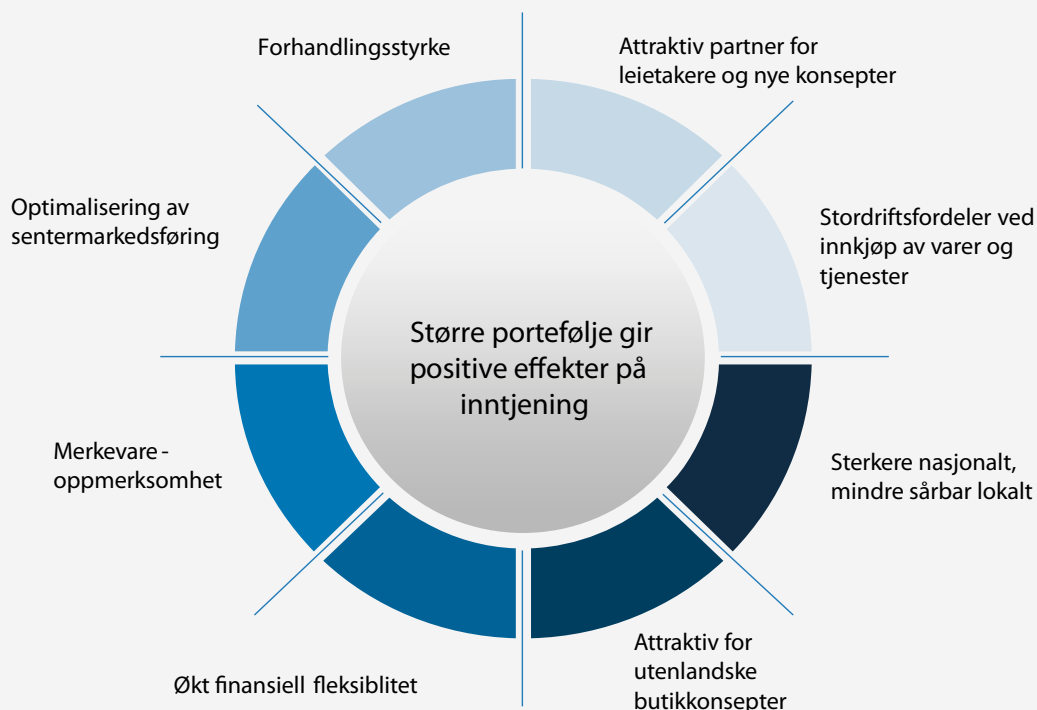 Forhandlingsstyrke
Attraktiv partner for
leietakere og nye konsepter
Optimalisering av
sentermarkedsføring
Stordriftsfordeler ved
innkjøp av varer og
tjenester
Større portefølje gir
positive effekter på
inntjening
Merkevare-
oppmerksomhet
Sterkere nasjonalt,
mindre sårbar lokalt
Økt finansiell fleksiblitet
Attraktiv for
utenlandske
butikkonsepter